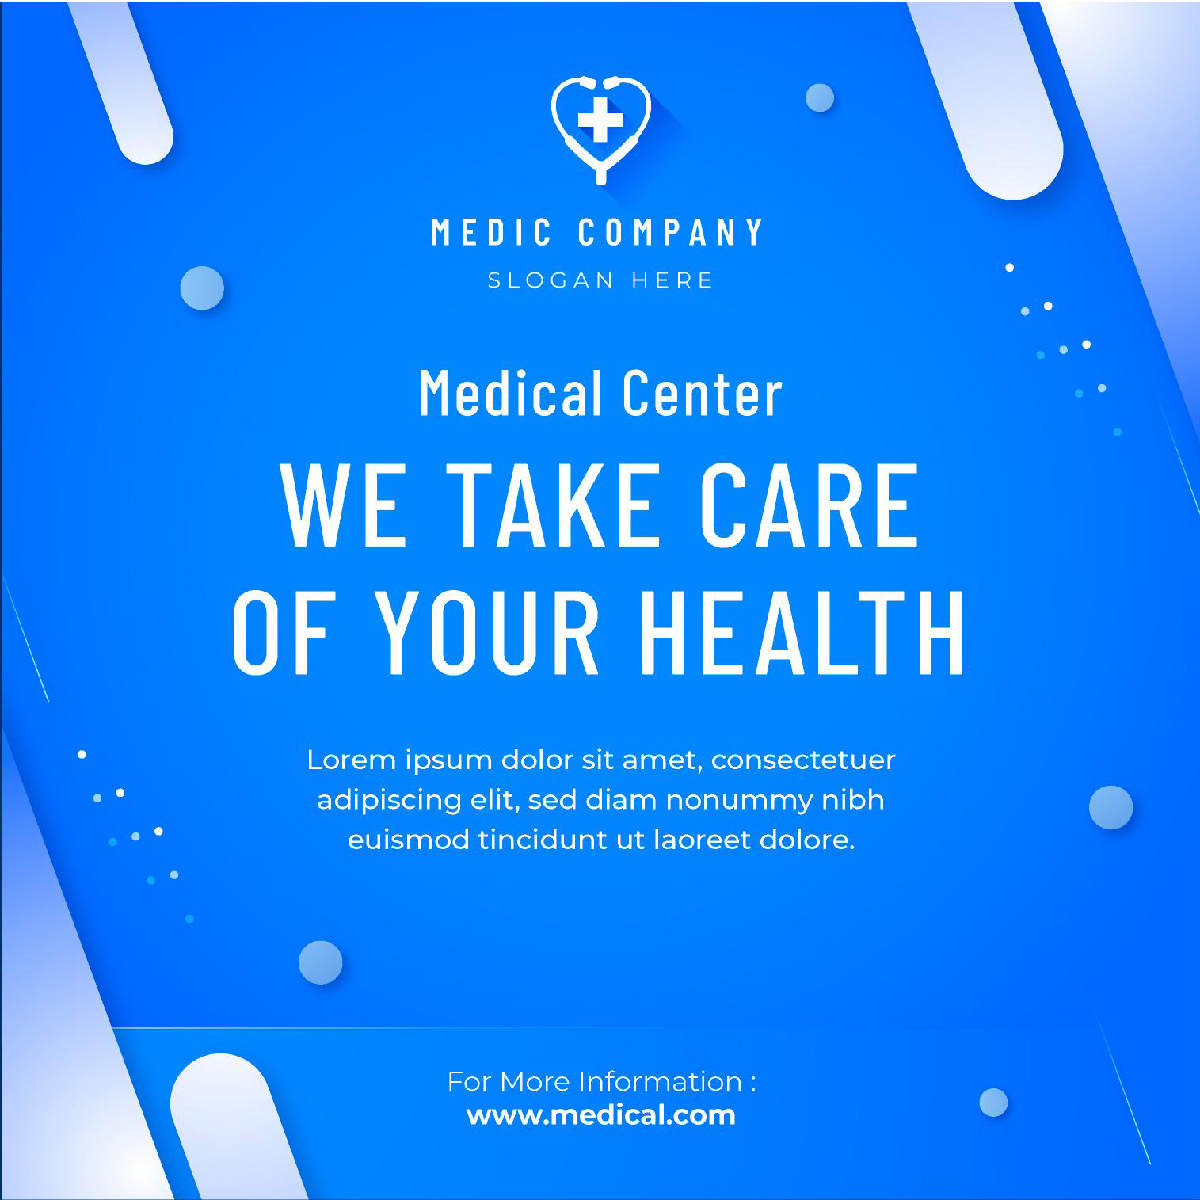 MEDIC COMPANY
SLOGAN HERE
Medical Center
WE TAKE CARE
OF YOUR HEALTH
Lorem ipsum dolor sit amet, consectetuer
adipiscing elit, sed diam nonummy nibh
euismod tincidunt ut laoreet dolore.
For More Information :
www.medical.com